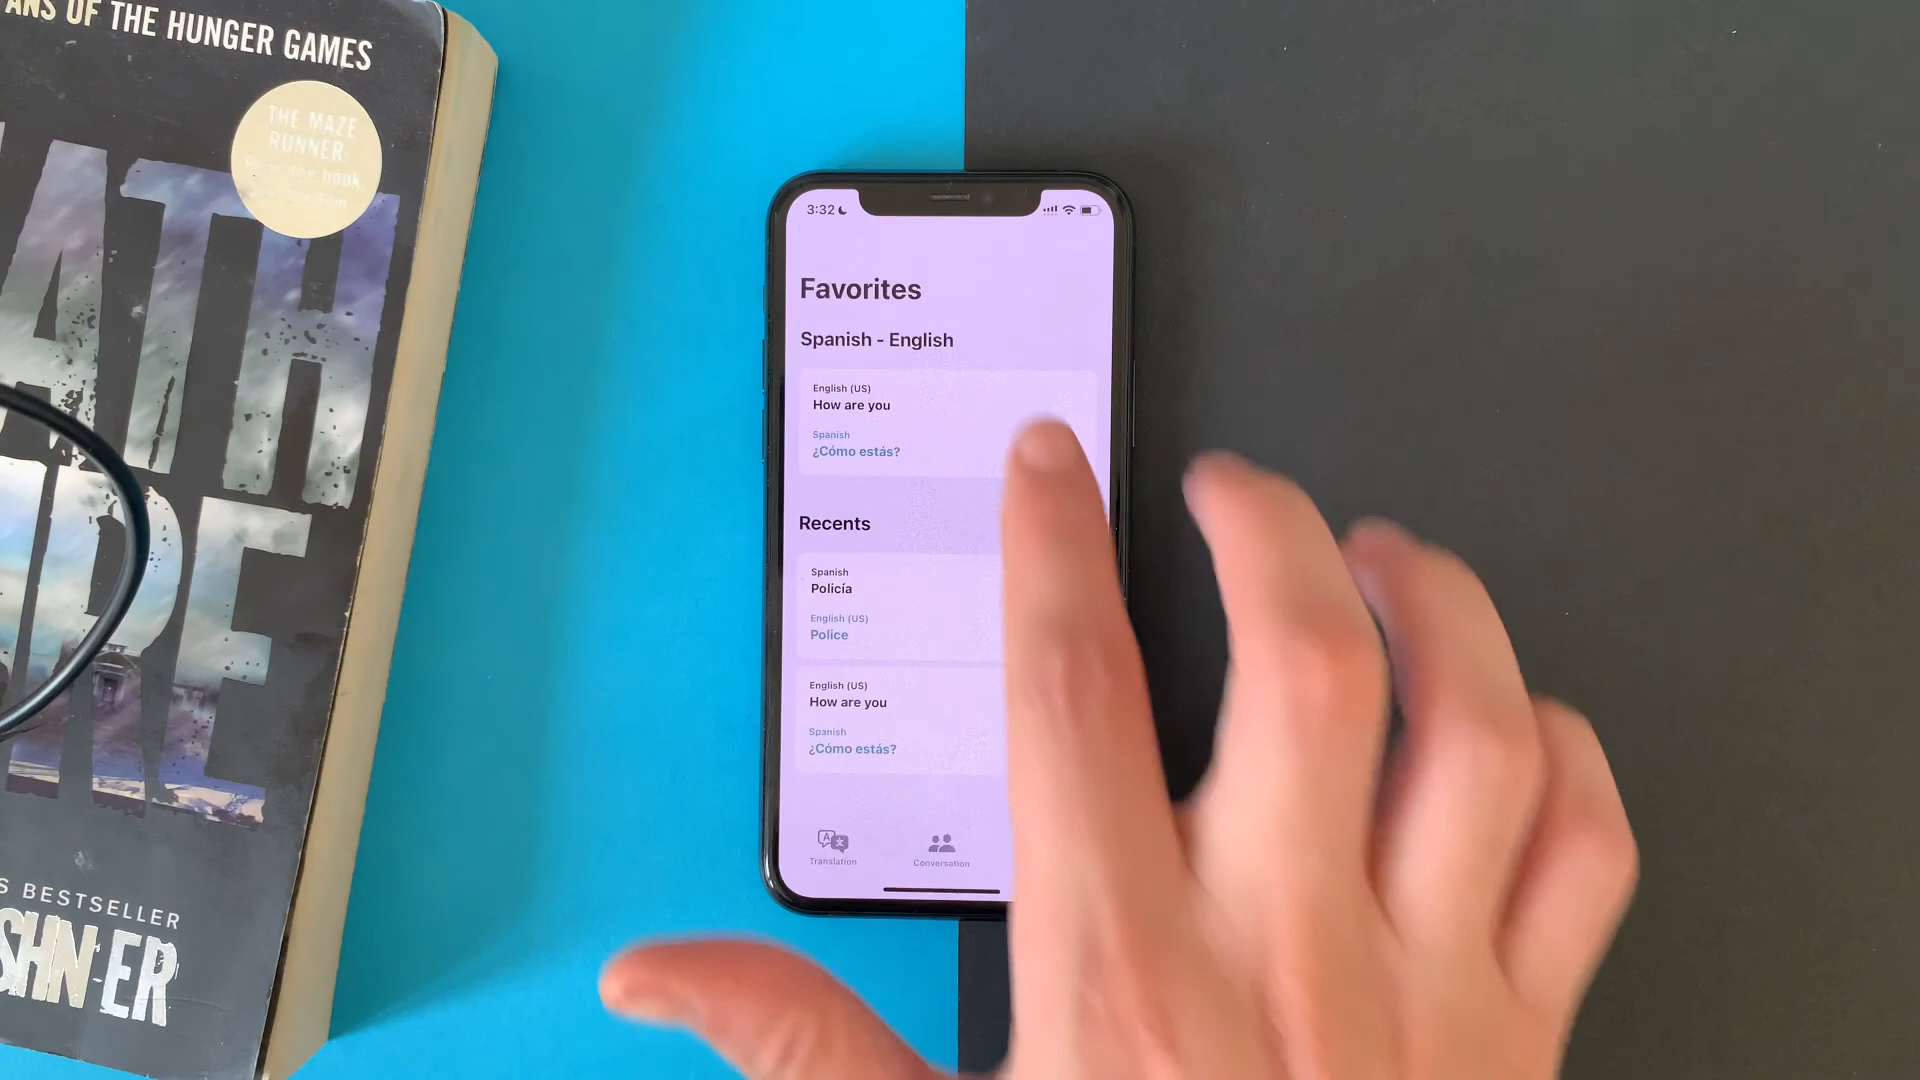 ANS OF THE HUNGER GAMES
THE MAZE
RUNNER:
ATH
RE
S BESTSELLER
SHNER
3:32
Favorites
Spanish - English
English (US)
How are you
Spanish
¿Cómo estás?
Recents
Spanish
Policía
English (US)
Police
English (US)
How are you
Spanish
¿Cómo estás?
Translation
Conversation